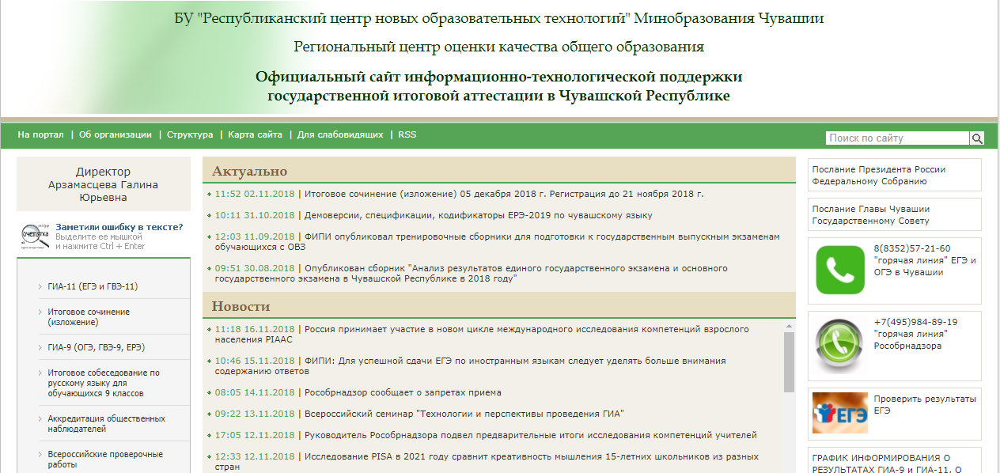 БУ "Республиканский центр новых образовательных технологий" Минобразования Чувашии
Региональный центр оценки качества общего образования
Официальный сайт информационно-технологической поддержки
государственной итоговой аттестации в Чувашской Республике
На портал | Об организации | Структура | Карта сайта | Для слабовидящих | RSS
Поиск по сайту
Директор
Арзамасцева Галина
Юрьевна
очепятка
Заметили ошибку в тексте?
Выделите ее мышкой
и нажмите Ctrl + Enter
ГИА-11 (ЕГЭ и ГВЭ-11)
Итоговое сочинение
(изложение)
ГИА-9 (ОГЭ, ГВЭ-9, ЕРЭ)
Итоговое собеседование по
русскому языку для
обучающихся 9 классов
Аккредитация общественных
наблюдателей
Всероссийские проверочные
работы
Актуально
11:52 02.11.2018 | Итоговое сочинение (изложение) 05 декабря 2018 г. Регистрация до 21 ноября 2018 г.
10:11 31.10.2018 | Демоверсии, спецификации, кодификаторы ЕРЭ-2019 по чувашскому языку
12:03 11.09.2018 | ФИПИ опубликовал тренировочные сборники для подготовки к государственным выпускным экзаменам
обучающихся с ОВЗ
09:51 30.08.2018 | Опубликован сборник "Анализ результатов единого государственного экзамена и основного
государственного экзамена в Чувашской Республике в 2018 году"
Новости
11:18 16.11.2018 | Россия принимает участие в новом цикле международного исследования компетенций взрослого
населения PIAAC
10:46 15.11.2018 | ФИПИ: Для успешной сдачи ЕГЭ по иностранным языкам следует уделять больше внимания
содержанию ответов
08:05 14.11.2018 | Рособрнадзор сообщает о запретах приема
09:22 13.11.2018 | Всероссийский семинар "Технологии и перспективы проведения ГИА"
17:05 12.11.2018 | Руководитель Рособрнадзора подвел предварительные итоги исследования компетенций учителей
12:33 12.11.2018 | Исследование PISA в 2021 году сравнит креативность мышления 15-летних школьников из разных
стран
Послание Президента России
Федеральному Собранию
Послание Главы Чувашии
Государственному Совету
8(8352)57-21-60
"горячая линия" ЕГЭ и
ОГЭ в Чувашии
+7(495)984-89-19
"горячая линия"
Рособрнадзора
ЕГЭ
Проверить результаты
ЕГЭ
ГРАФИК ИНФОРМИРОВАНИЯ О
РЕЗУЛЬТАТАХ ГИА-9 и ГИА-11, О